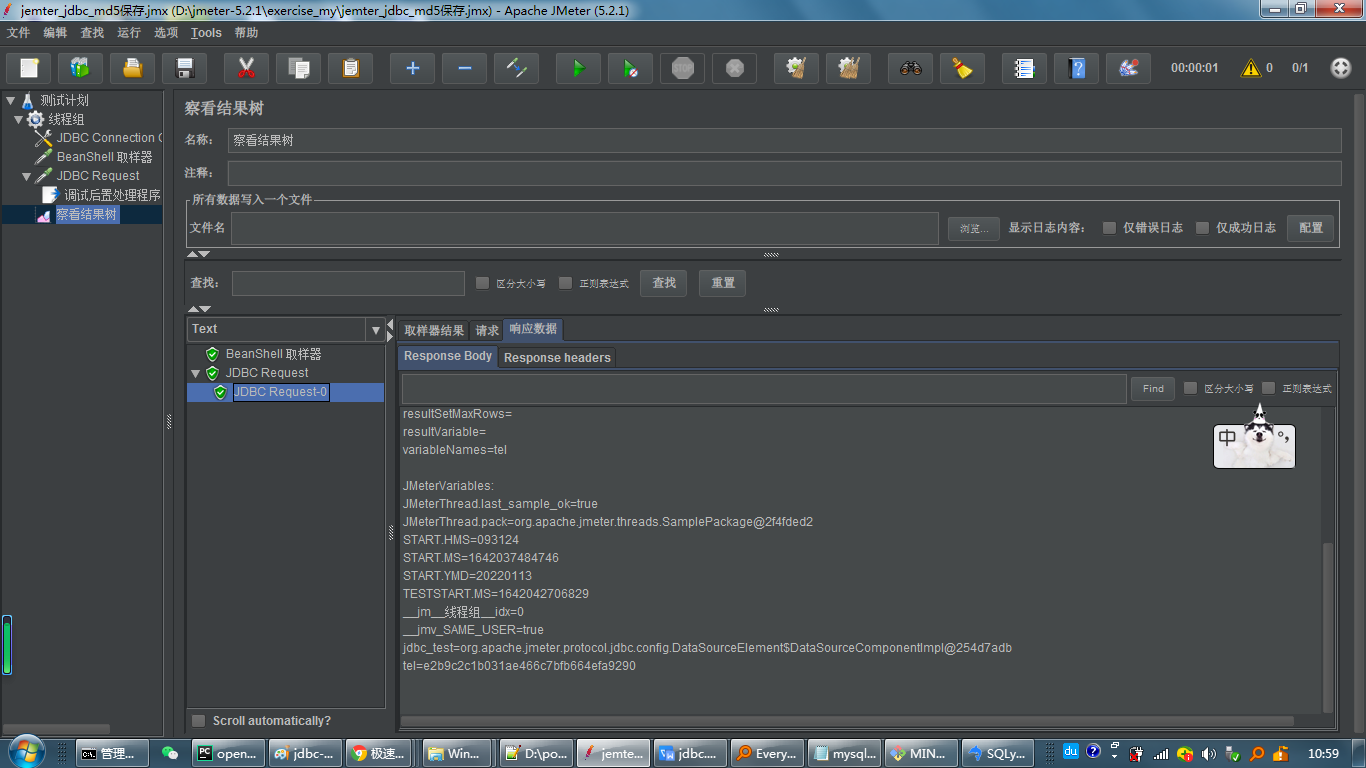 jemter_jdbc_md5保存.jmx (D:\jmeter-5.2.1\exercise_my\jemter_jdbc_md5保存.jmx) - Apache JMeter (5.2.1)
文件 编辑 查找 运行 选项 Tools 帮助
STOP
00:00:01 0 0/1
测试计划
线程组
JDBC Connection C
BeanShell 取样器
JDBC Request
调试后置处理程序
察看结果树
察看结果树
名称: 察看结果树
注释:
所有数据写入一个文件
文件名 浏览... 显示日志内容: 仅错误日志 仅成功日志 配置
查找: 区分大小写 正则表达式 查找 重置
Text
BeanShell 取样器
JDBC Request
JDBC Request-0
Scroll automatically?
取样器结果 请求 响应数据
Response Body Response headers
Find 区分大小写 正则表达式
resultSetMaxRows=
resultVariable=
variableNames=tel
JMeterVariables:
JMeterThread.last_sample_ok=true
JMeterThread.pack=org.apache.jmeter.threads.SamplePackage@2f4fded2
START.HMS=093124
START.MS=1642037484746
START.YMD=20220113
TESTSTART.MS=1642042706829
__jm__线程组__idx=0
__jmv_SAME_USER=true
jdbc_test=org.apache.jmeter.protocol.jdbc.config.DataSourceElement$DataSourceComponentImpl@254d7adb
tel=e2b9c2c1b031ae466c7bfb664efa9290
中 °,
管理... PC open... jdbc-... 极速... Win... D:\po... jemte... jdbc.... Every... mysql... MIN... SQLy... du 10:59